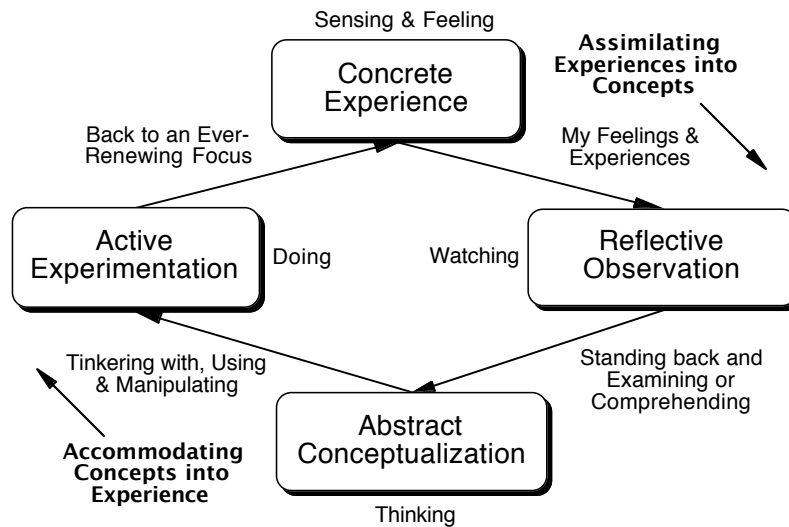 Sensing & Feeling
Concrete
Experience
Assimilating
Experiences into
Concepts
Back to an Ever-
Renewing Focus
My Feelings &
Experiences
Active
Experimentation
Doing
Watching
Reflective
Observation
Tinkering with, Using
& Manipulating
Standing back and
Examining or
Comprehending
Abstract
Conceptualization
Accommodating
Concepts into
Experience
Thinking